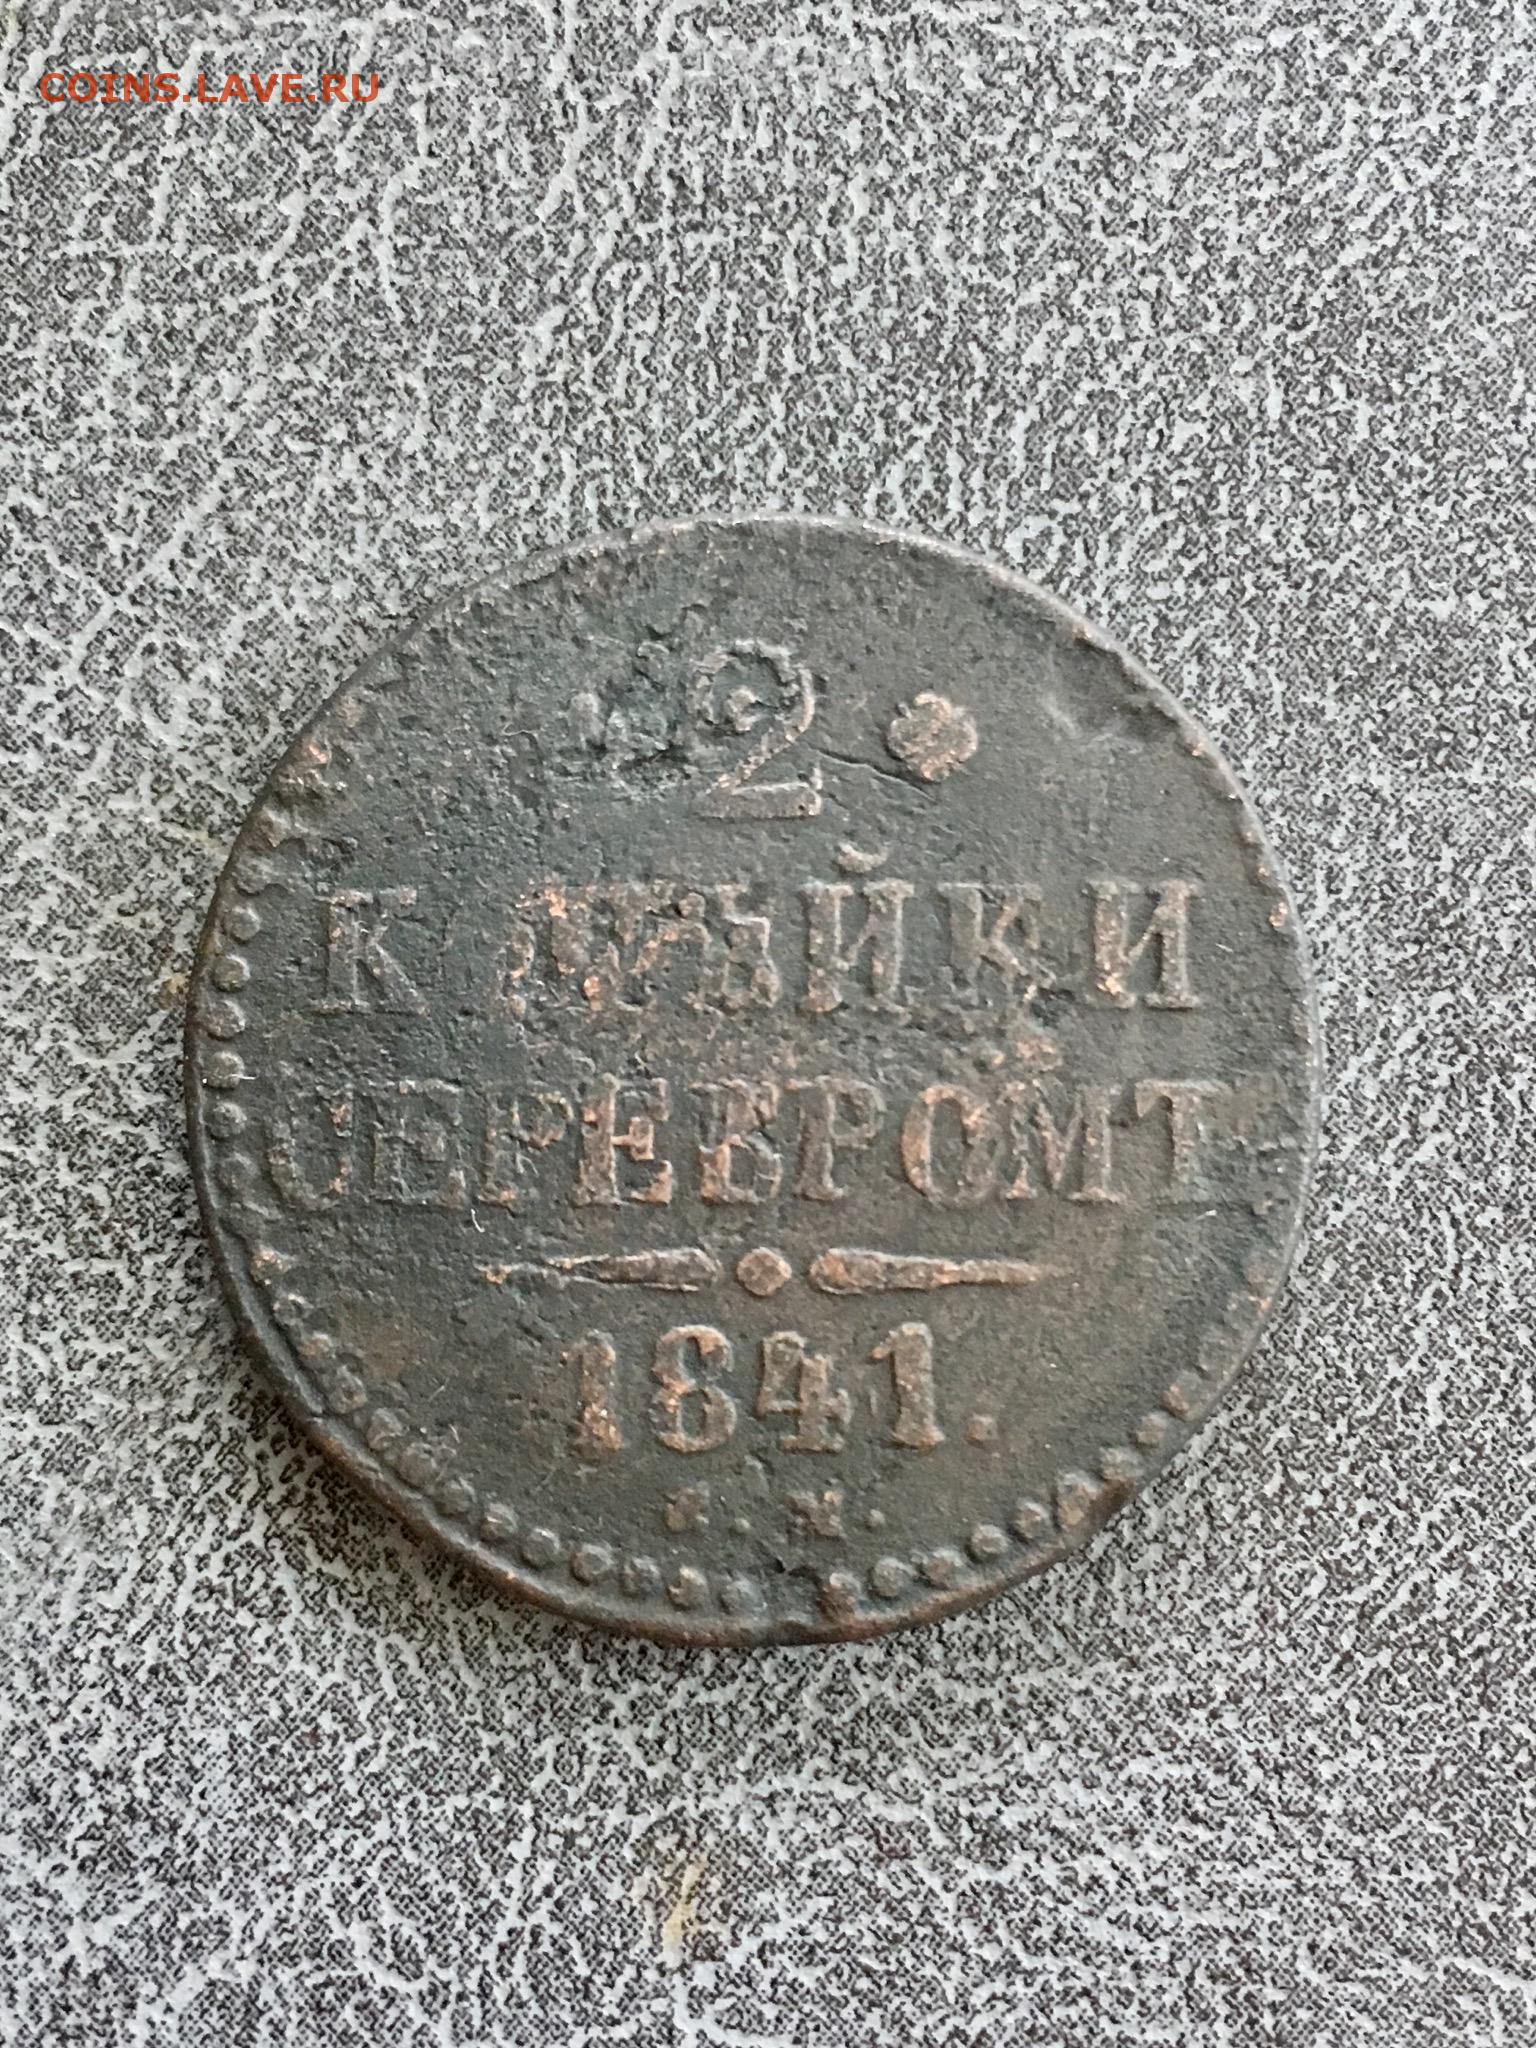 COINS.LAVE.RU
2
КОПѢЙКИ
СЕРЕБРОМЪ
1841.